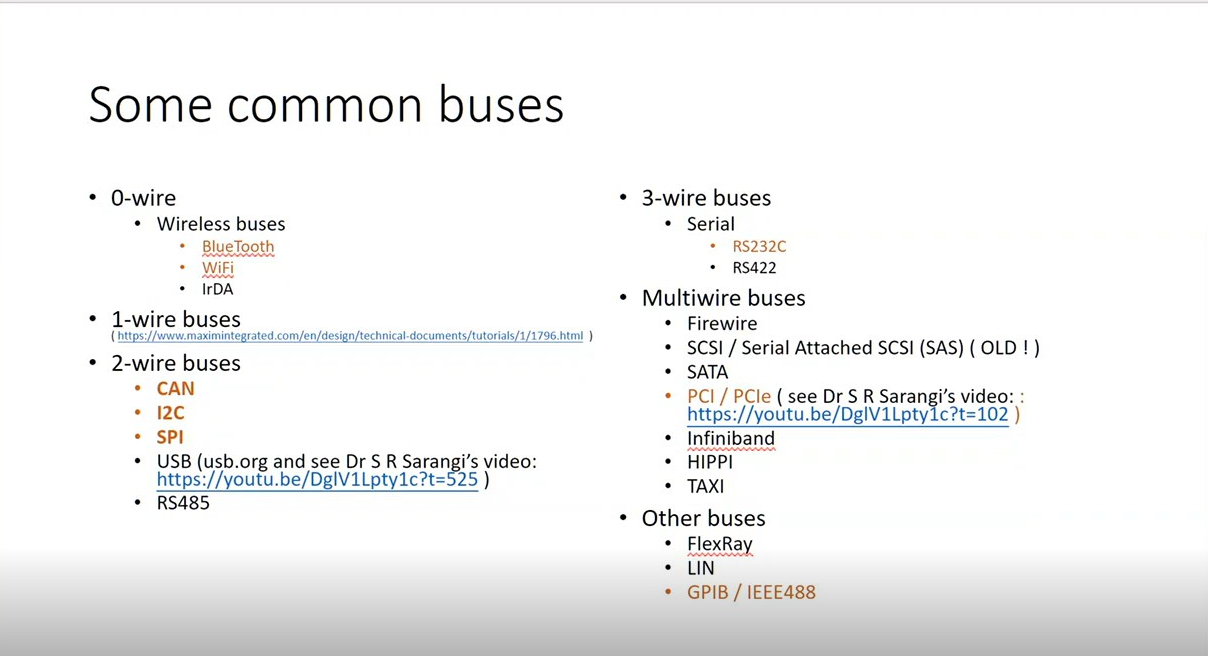 Some common buses
• 0-wire
• Wireless buses
• BlueTooth
• WiFi
• IrDA
• 1-wire buses
( https://www.maximintegrated.com/en/design/technical-documents/tutorials/1/1796.html )
• 2-wire buses
• CAN
• I2C
• SPI
• USB (usb.org and see Dr S R Sarangi’s video:
https://youtu.be/DglV1Lpty1c?t=525 )
• RS485
• 3-wire buses
• Serial
• RS232C
• RS422
• Multiwire buses
• Firewire
• SCSI / Serial Attached SCSI (SAS) ( OLD ! )
• SATA
• PCI / PCIe ( see Dr S R Sarangi’s video: :
https://youtu.be/DglV1Lpty1c?t=102 )
• Infiniband
• HIPPI
• TAXI
• Other buses
• FlexRay
• LIN
• GPIB / IEEE488